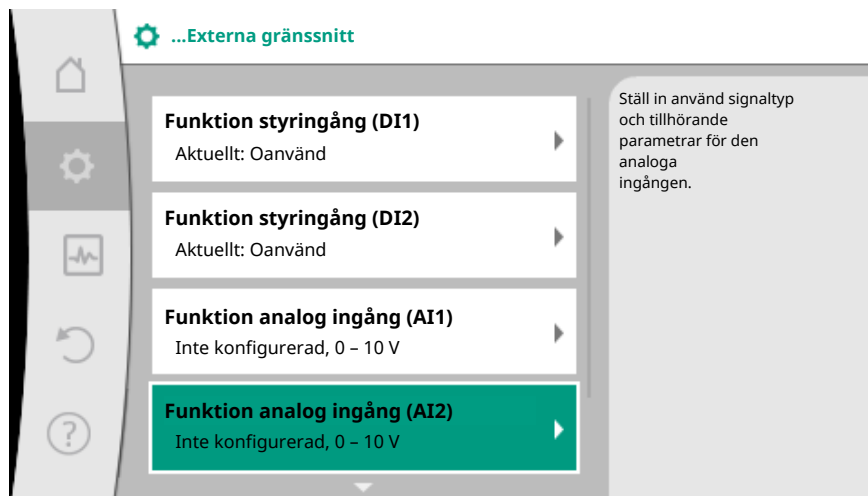 ...Externa gränssnitt
Funktion styringång (DI1)
Aktuellt: Oanvänd
Funktion styringång (DI2)
Aktuellt: Oanvänd
Funktion analog ingång (AI1)
Inte konfigurerad, 0 – 10 V
Funktion analog ingång (AI2)
Inte konfigurerad, 0 – 10 V
Ställ in använd signaltyp
och tillhörande
parametrar för den
analoga
ingången.